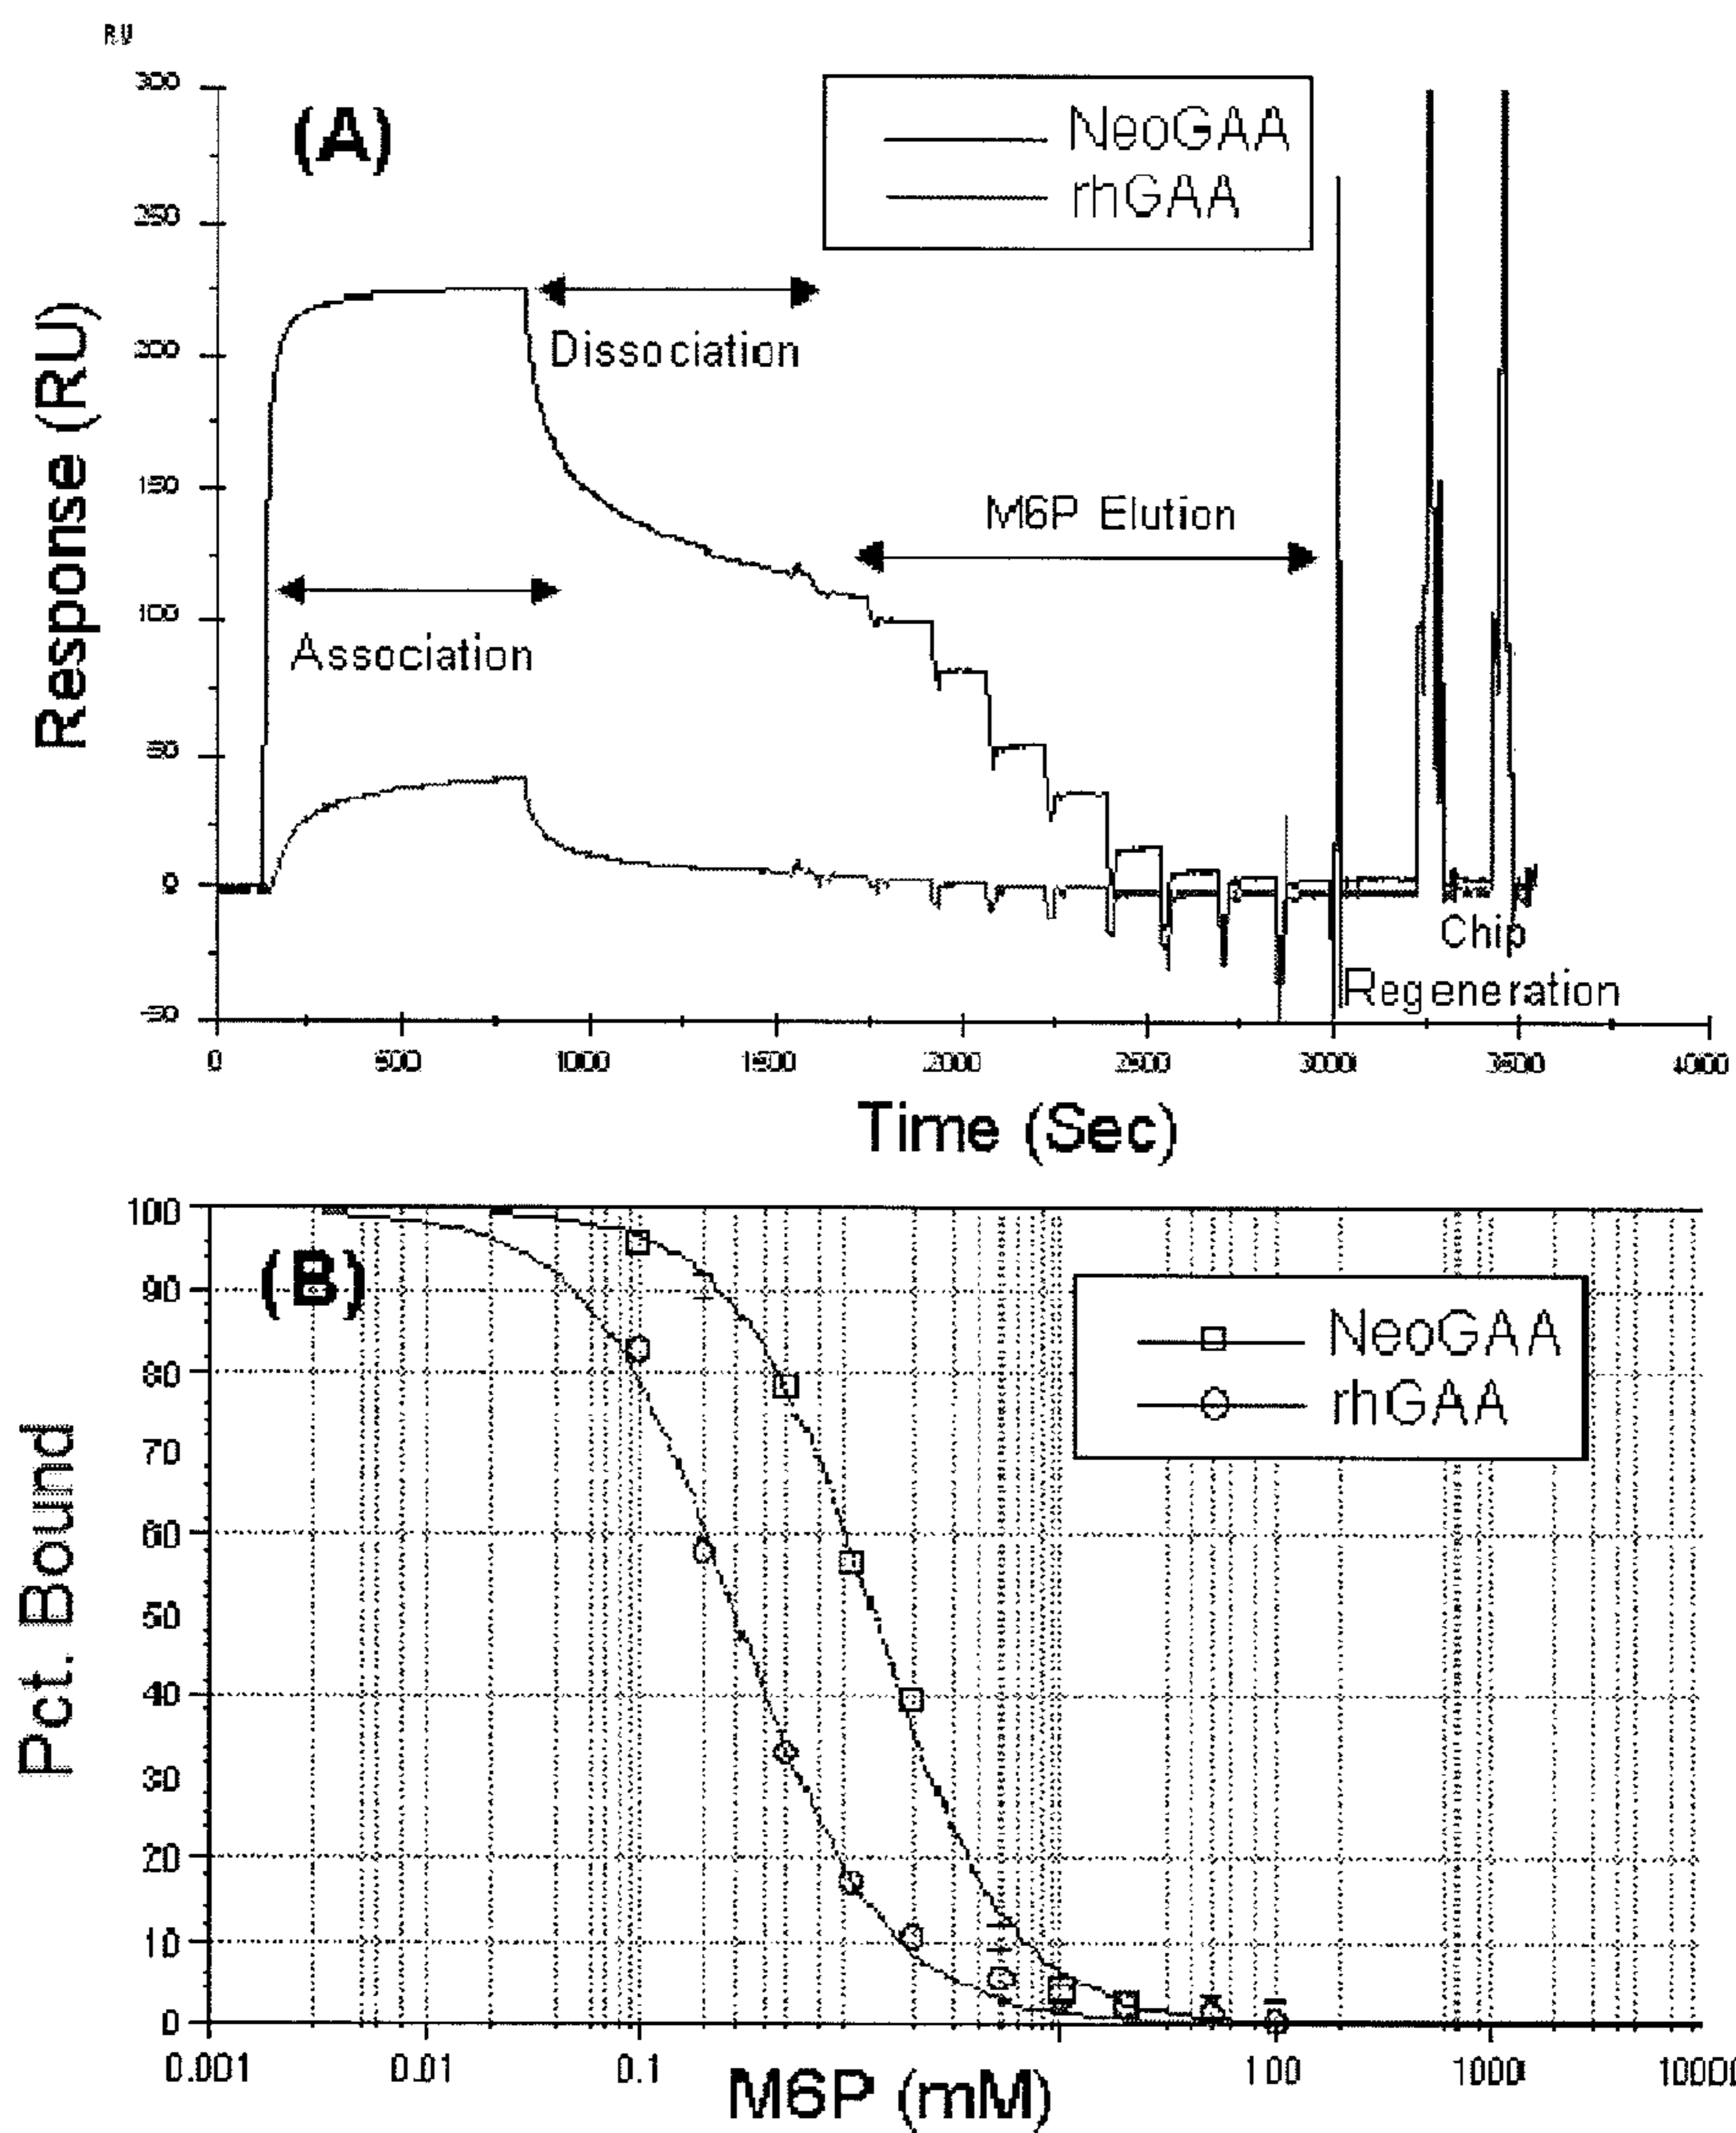 RU
300
(A)
NeoGAA
rhGAA
250
Dissociation
200
Response (RU)
150
M6P Elution
100
Association
50
0
Chip
Regeneration
-50
0 500 1000 1500 2000 2500 3000 3500 4000
Time (Sec)
100
(B)
90
NeoGAA
rhGAA
80
70
Pct. Bound
60
50
40
30
20
10
0
0.001 0.01 0.1 100 1000 10000
M6P (mM)